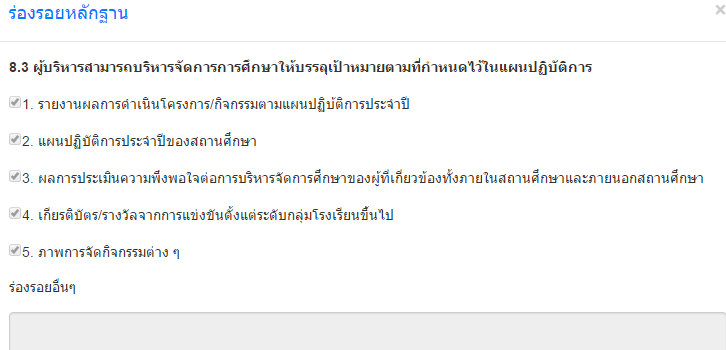 ร่องรอยหลักฐาน
8.3 ผู้บริหารสามารถบริหารจัดการการศึกษาให้บรรลุเป้าหมายตามที่กำหนดไว้ในแผนปฏิบัติการ
1. รายงานผลการดำเนินโครงการ/กิจกรรมตามแผนปฏิบัติการประจำปี
2. แผนปฏิบัติการประจำปีของสถานศึกษา
3. ผลการประเมินความพึงพอใจต่อการบริหารจัดการศึกษาของผู้ที่เกี่ยวข้องทั้งภายในสถานศึกษาและภายนอกสถานศึกษา
4. เกียรติบัตร/รางวัลจากการแข่งขันตั้งแต่ระดับกลุ่มโรงเรียนขึ้นไป
5. ภาพการจัดกิจกรรมต่าง ๆ
ร่องรอยอื่นๆ